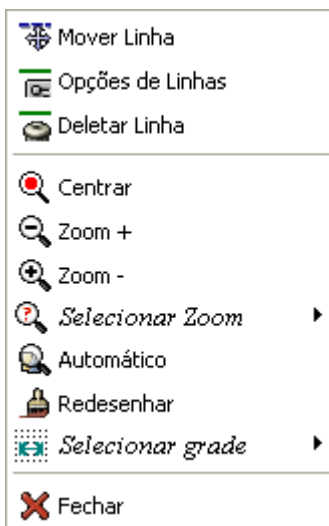 Mover Linha
Opções de Linhas
Deletar Linha
Centrar
Zoom +
Zoom -
Selecionar Zoom
Automático
Redesenhar
Selecionar grade
Fechar